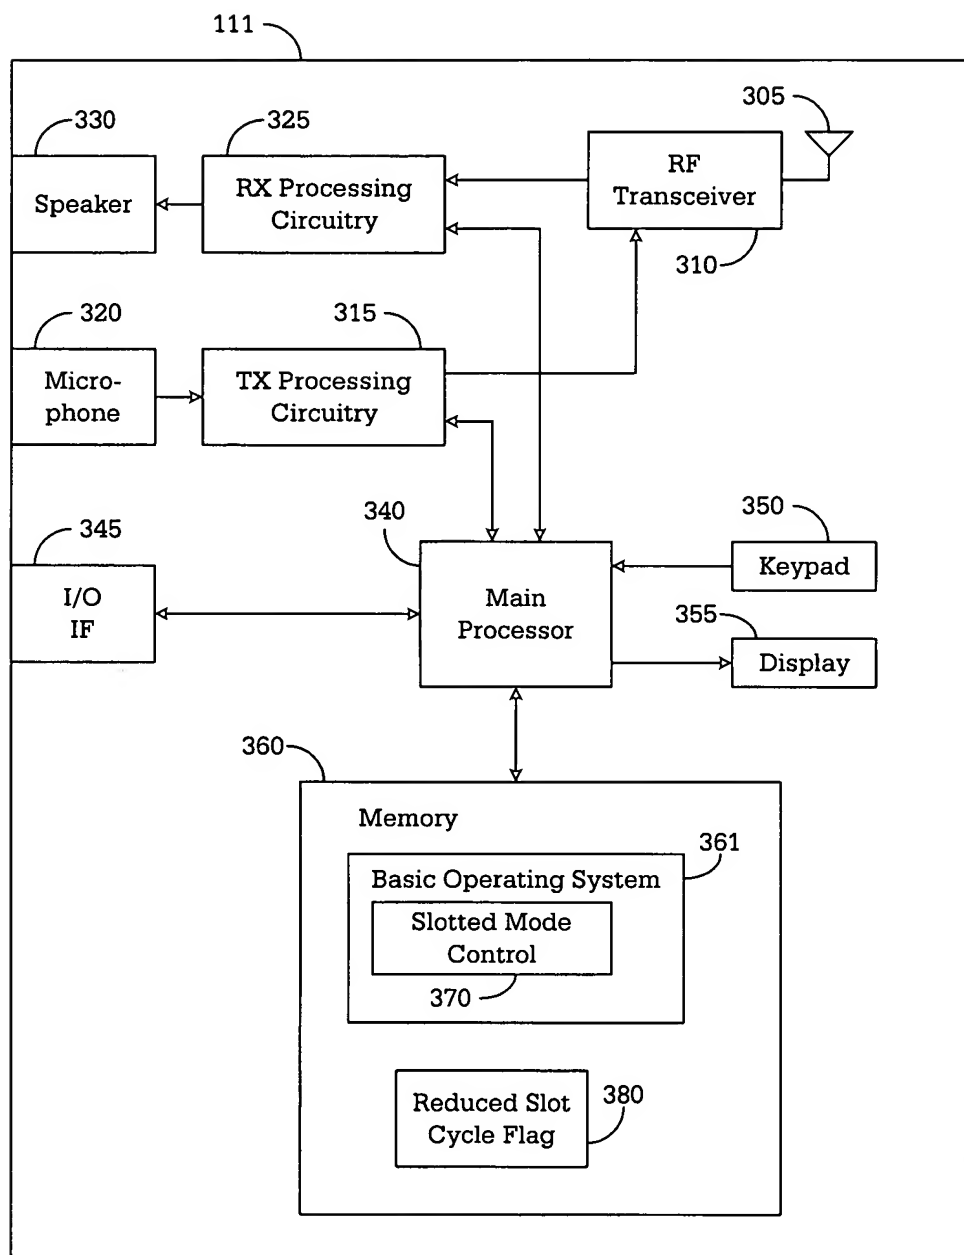 111
330
325
305
Speaker
RX Processing
Circuitry
RF
Transceiver
310
320
315
Micro-
phone
TX Processing
Circuitry
345
340
350
I/O
IF
Main
Processor
Keypad
355
Display
360
Memory
361
Basic Operating System
Slotted Mode
Control
370
Reduced Slot
Cycle Flag
380